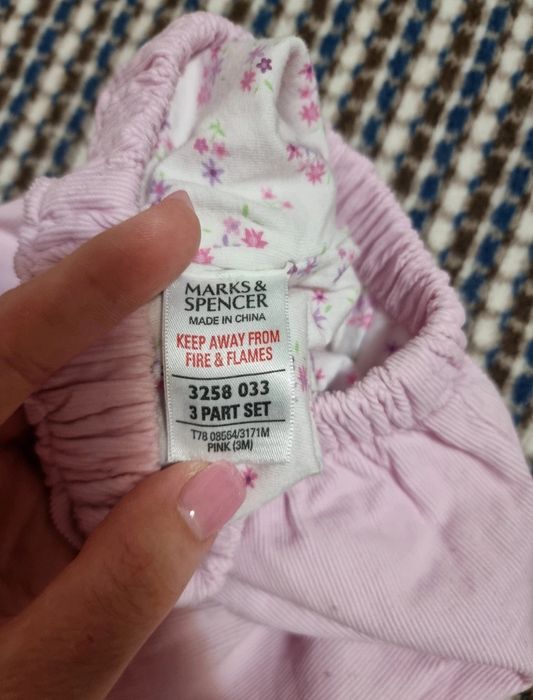 MARKS &
SPENCER
MADE IN CHINA
KEEP AWAY FROM
FIRE & FLAMES
3258 033
3 PART SET
T78 08564/3171M
PINK (3M)